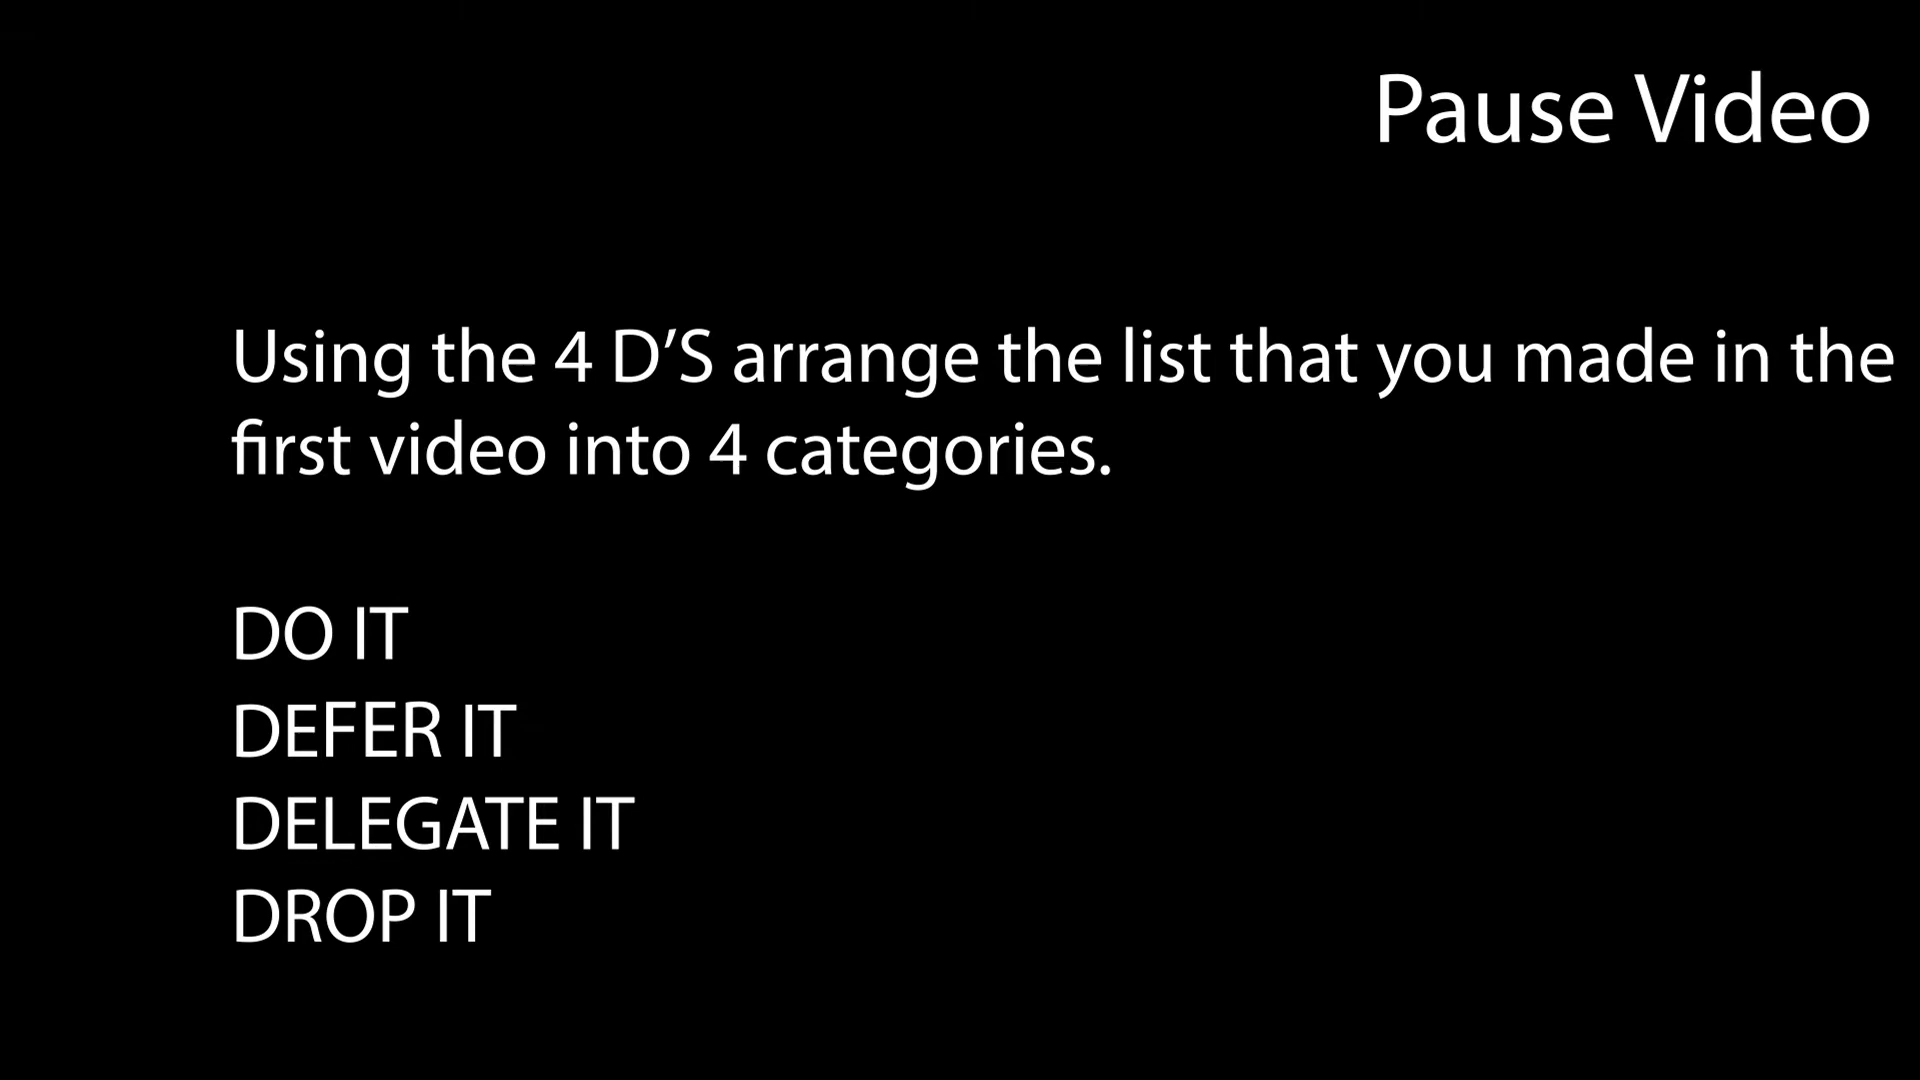 Pause Video
Using the 4 D’S arrange the list that you made in the
first video into 4 categories.
DO IT
DEFER IT
DELEGATE IT
DROP IT